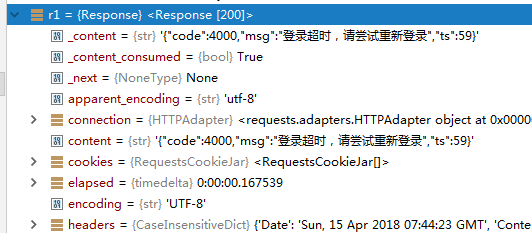 r1 = {Response} <Response [200]>
_content = {str} '{"code":4000,"msg":"登录超时，请尝试重新登录","ts":59}'
_content_consumed = {bool} True
_next = {NoneType} None
apparent_encoding = {str} 'utf-8'
connection = {HTTPAdapter} <requests.adapters.HTTPAdapter object at 0x0000
content = {str} '{"code":4000,"msg":"登录超时，请尝试重新登录","ts":59}'
cookies = {RequestsCookieJar} <RequestsCookieJar[]>
elapsed = {timedelta} 0:00:00.167539
encoding = {str} 'UTF-8'
headers = {CaseInsensitiveDict} {'Date': 'Sun, 15 Apr 2018 07:44:23 GMT', 'Conte